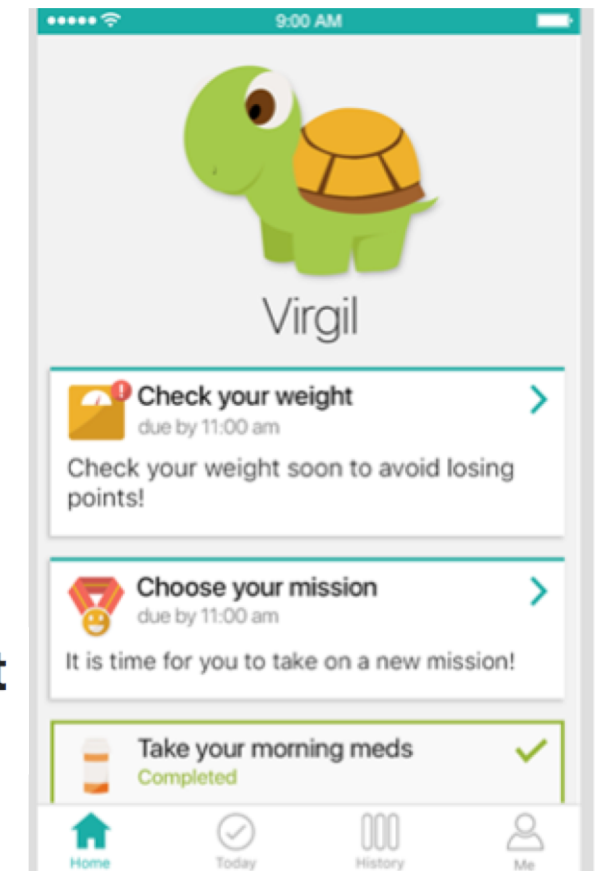 9:00 AM
Virgil
Check your weight
due by 11:00 am
Check your weight soon to avoid losing
points!
Choose your mission
due by 11:00 am
It is time for you to take on a new mission!
t
Take your morning meds
Completed
Home Today History Me